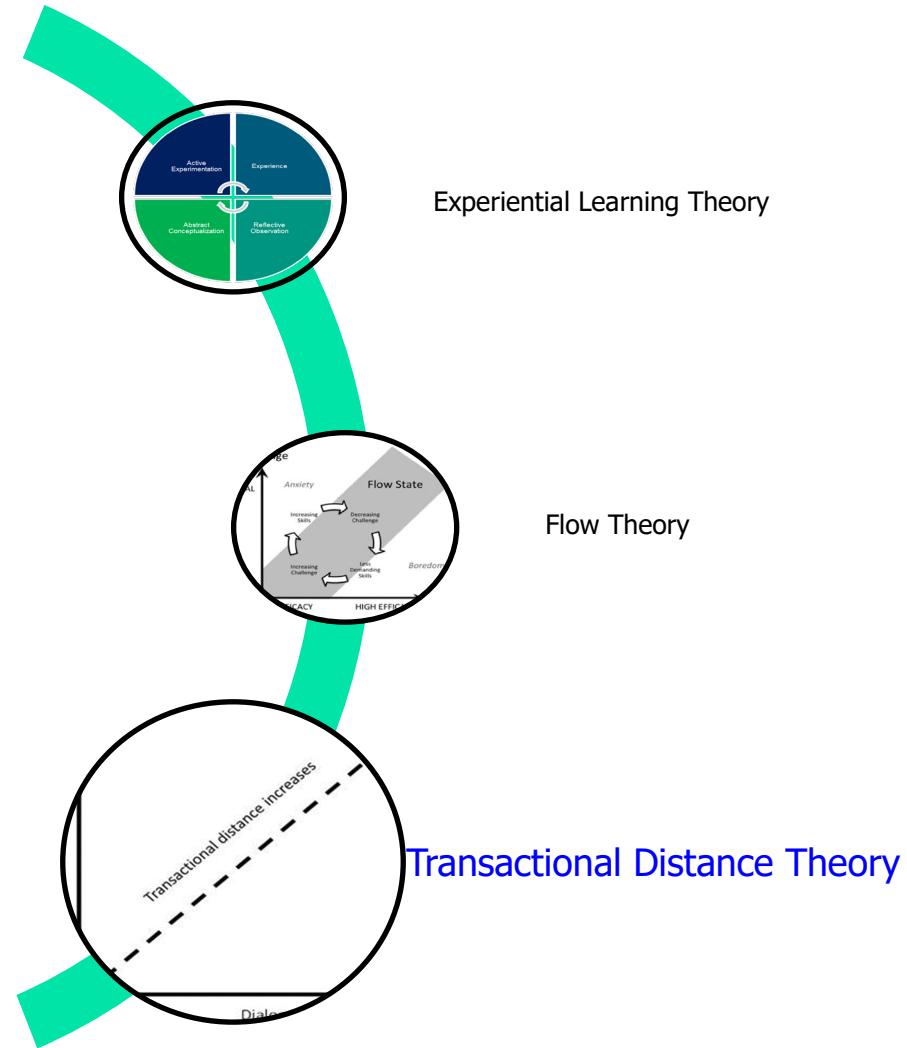 Active
Experimentation
Experience
Abstract
Conceptualization
Reflective
Observation
Experiential Learning Theory
Anxiety
Flow State
Increasing
Skills
Decreasing
Challenge
Increasing
Challenge
Less
Demanding
Skills
Boredom
HIGH
Flow Theory
Transactional distance increases
Transactional Distance Theory